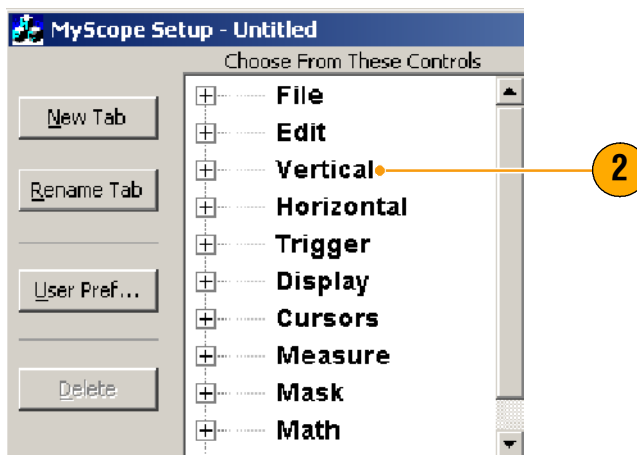 MyScope Setup - Untitled
Choose From These Controls
New Tab
Rename Tab
User Pref...
Delete
File
Edit
Vertical
2
Horizontal
Trigger
Display
Cursors
Measure
Mask
Math